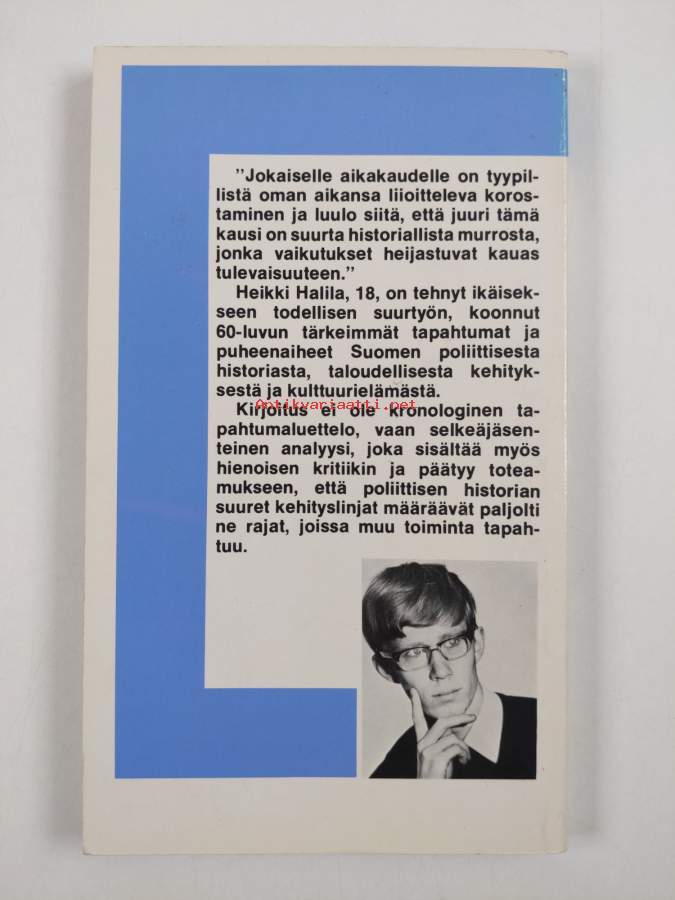 "Jokaiselle aikakaudelle on tyypil-
listä oman aikansa liioitteleva koros-
taminen ja luulo siitä, että juuri tämä
kausi on suurta historiallista murrosta,
jonka vaikutukset heijastuvat kauas
tulevaisuuteen."
Heikki Halila, 18, on tehnyt ikäisek-
seen todellisen suurtyön, koonnut
60-luvun tärkeimmät tapahtumat ja
puheenaiheet Suomen poliittisesta
historiasta, taloudellisesta kehityk-
sestä ja kulttuurielämästä.
Antikvariaatti.net
Kirjoitus ei ole kronologinen ta-
pahtumaluettelo, vaan selkeäjäsen-
teinen analyysi, joka sisältää myös
hienoisen kritiikin ja päätyy totea-
mukseen, että poliittisen historian
suuret kehityslinjat määräävät paljolti
ne rajat, joissa muu toiminta tapah-
tuu.